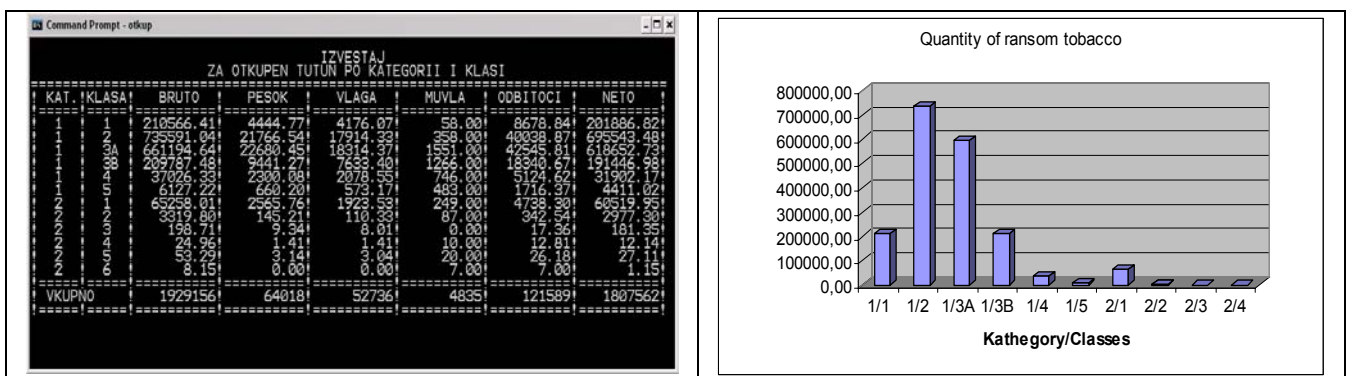 Command Prompt - otkup
IZVESTAJ
ZA OTKUPEN TUTUN PO KATEGORII I KLASI
! KAT.!KLASA! BRUTO ! PESOK ! VLAGA ! MUVLA ! ODBITOCI ! NETO !
! 1 ! 1 ! 210566.41! 4444.77! 4176.07! 58.00! 8678.84! 201886.82!
! 1 ! 2 ! 735591.04! 21766.54! 17914.33! 358.00! 40038.87! 695543.48!
! 1 ! 3A ! 661194.64! 22680.45! 18314.37! 1551.00! 42545.81! 618652.73!
! 1 ! 3B ! 209787.48! 9441.27! 7633.40! 1266.00! 18340.67! 191446.98!
! 1 ! 4 ! 37026.33! 2300.08! 2078.55! 746.00! 5124.62! 31902.17!
! 1 ! 5 ! 6127.22! 660.20! 573.17! 483.00! 1716.37! 4411.02!
! 2 ! 1 ! 65258.01! 2565.76! 1923.53! 249.00! 4738.30! 60519.95!
! 2 ! 2 ! 3319.80! 145.21! 110.33! 87.00! 342.54! 2977.30!
! 2 ! 3 ! 198.71! 9.34! 8.01! 0.00! 17.36! 181.35!
! 2 ! 4 ! 24.96! 1.41! 1.41! 10.00! 12.81! 12.14!
! 2 ! 5 ! 53.29! 3.14! 3.04! 20.00! 26.18! 27.11!
! 2 ! 6 ! 8.15! 0.00! 0.00! 7.00! 7.00! 1.15!
! VKUPNO ! 1929156! 64018! 52736! 4835! 121589! 1807562!
Quantity of ransom tobacco
800000,00
700000,00
600000,00
500000,00
400000,00
300000,00
200000,00
100000,00
0,00
1/1 1/2 1/3A 1/3B 1/4 1/5 2/1 2/2 2/3 2/4
Kathegory/Classes